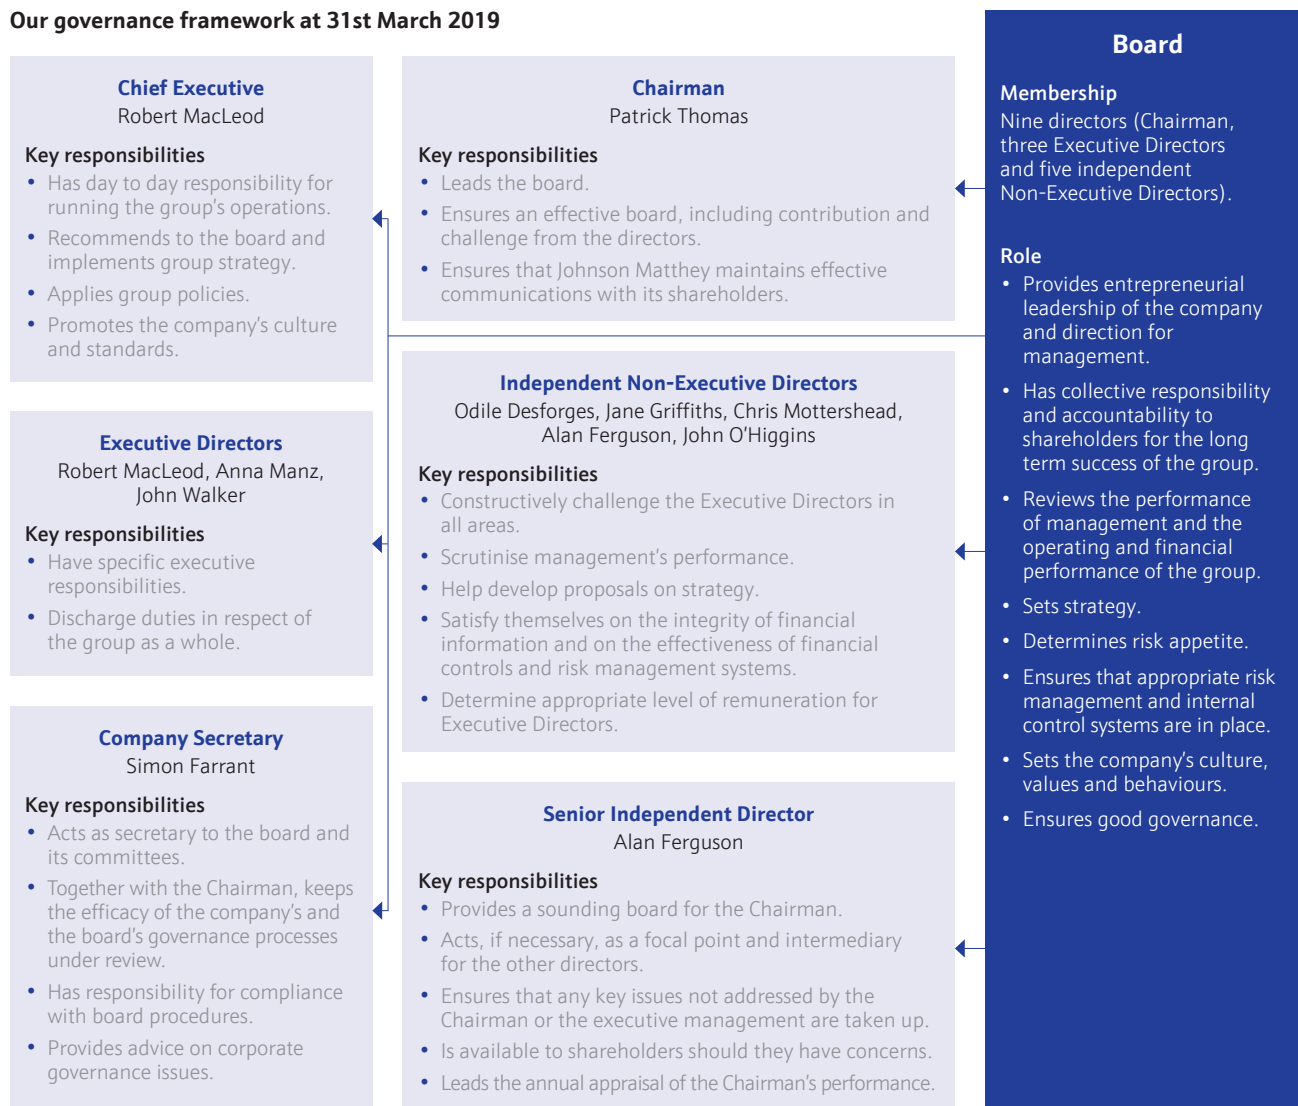 Our governance framework at 31st March 2019
Chief Executive
Robert MacLeod
Key responsibilities
• Has day to day responsibility for
running the group's operations.
• Recommends to the board and
implements group strategy.
• Applies group policies.
• Promotes the company's culture
and standards.
Executive Directors
Robert MacLeod, Anna Manz,
John Walker
Key responsibilities
• Have specific executive
responsibilities.
• Discharge duties in respect of
the group as a whole.
Company Secretary
Simon Farrant
Key responsibilities
• Acts as secretary to the board and
its committees.
• Together with the Chairman, keeps
the efficacy of the company's and
the board's governance processes
under review.
• Has responsibility for compliance
with board procedures.
• Provides advice on corporate
governance issues.
Chairman
Patrick Thomas
Key responsibilities
• Leads the board.
• Ensures an effective board, including contribution and
challenge from the directors.
• Ensures that Johnson Matthey maintains effective
communications with its shareholders.
Independent Non-Executive Directors
Odile Desforges, Jane Griffiths, Chris Mottershead,
Alan Ferguson, John O'Higgins
Key responsibilities
• Constructively challenge the Executive Directors in
all areas.
• Scrutinise management's performance.
• Help develop proposals on strategy.
• Satisfy themselves on the integrity of financial
information and on the effectiveness of financial
controls and risk management systems.
• Determine appropriate level of remuneration for
Executive Directors.
Senior Independent Director
Alan Ferguson
Key responsibilities
• Provides a sounding board for the Chairman.
• Acts, if necessary, as a focal point and intermediary
for the other directors.
• Ensures that any key issues not addressed by the
Chairman or the executive management are taken up.
• Is available to shareholders should they have concerns.
• Leads the annual appraisal of the Chairman's performance.
Board
Membership
Nine directors (Chairman,
three Executive Directors
and five independent
Non-Executive Directors).
Role
• Provides entrepreneurial
leadership of the company
and direction for
management.
• Has collective responsibility
and accountability to
shareholders for the long
term success of the group.
• Reviews the performance
of management and the
operating and financial
performance of the group.
• Sets strategy.
• Determines risk appetite.
• Ensures that appropriate risk
management and internal
control systems are in place.
• Sets the company's culture,
values and behaviours.
• Ensures good governance.